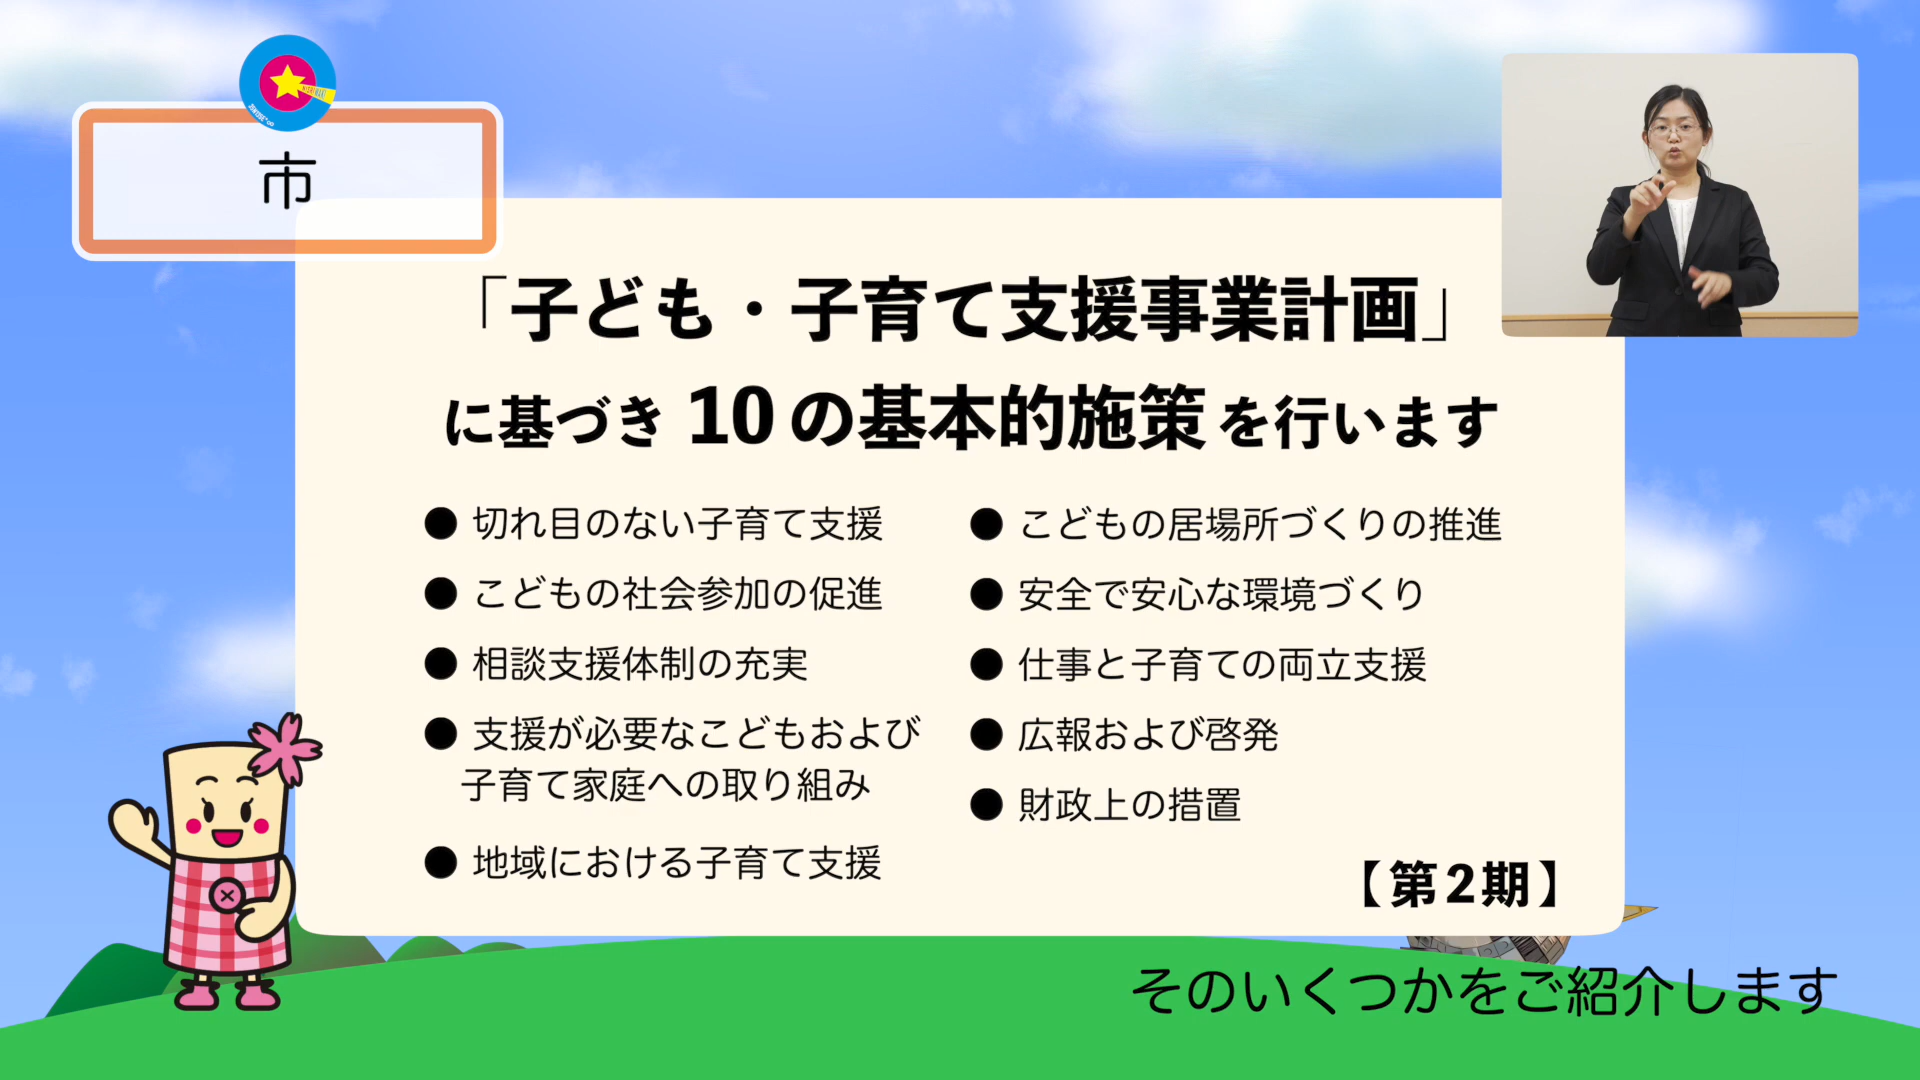 市
「子ども・子育て支援事業計画」
に基づき 10の基本的施策を行います
● 切れ目のない子育て支援
● こどもの社会参加の促進
● 相談支援体制の充実
● 支援が必要なこどもおよび
子育て家庭への取り組み
● 地域における子育て支援
● こどもの居場所づくりの推進
● 安全で安心な環境づくり
● 仕事と子育ての両立支援
● 広報および啓発
● 財政上の措置
【第2期】
そのいくつかをご紹介します